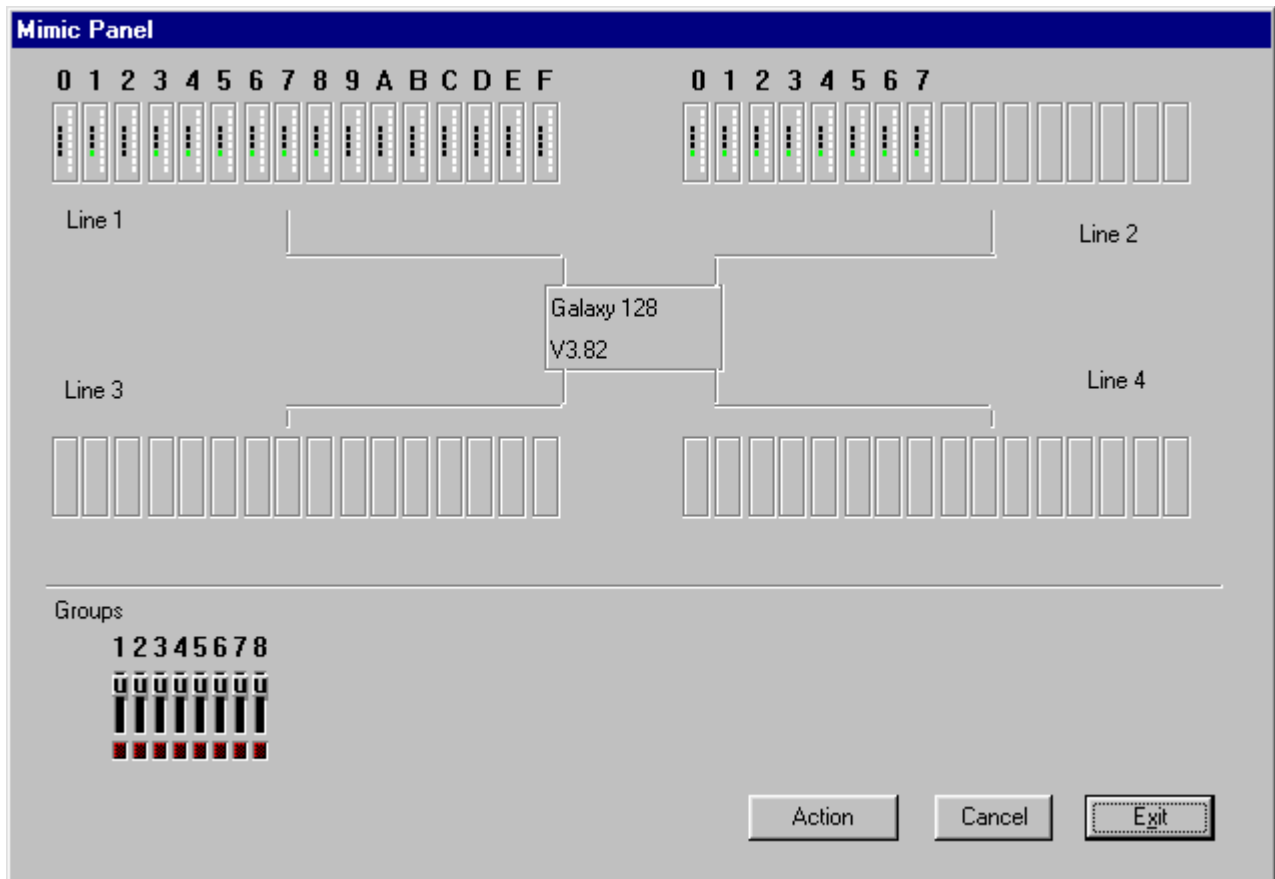 Mimic Panel
0 1 2 3 4 5 6 7 8 9 A B C D E F
0 1 2 3 4 5 6 7
Line 1
Line 2
Galaxy 128
V3.82
Line 3
Line 4
Groups
1 2 3 4 5 6 7 8
U U U U U U U U
Action
Cancel
Exit